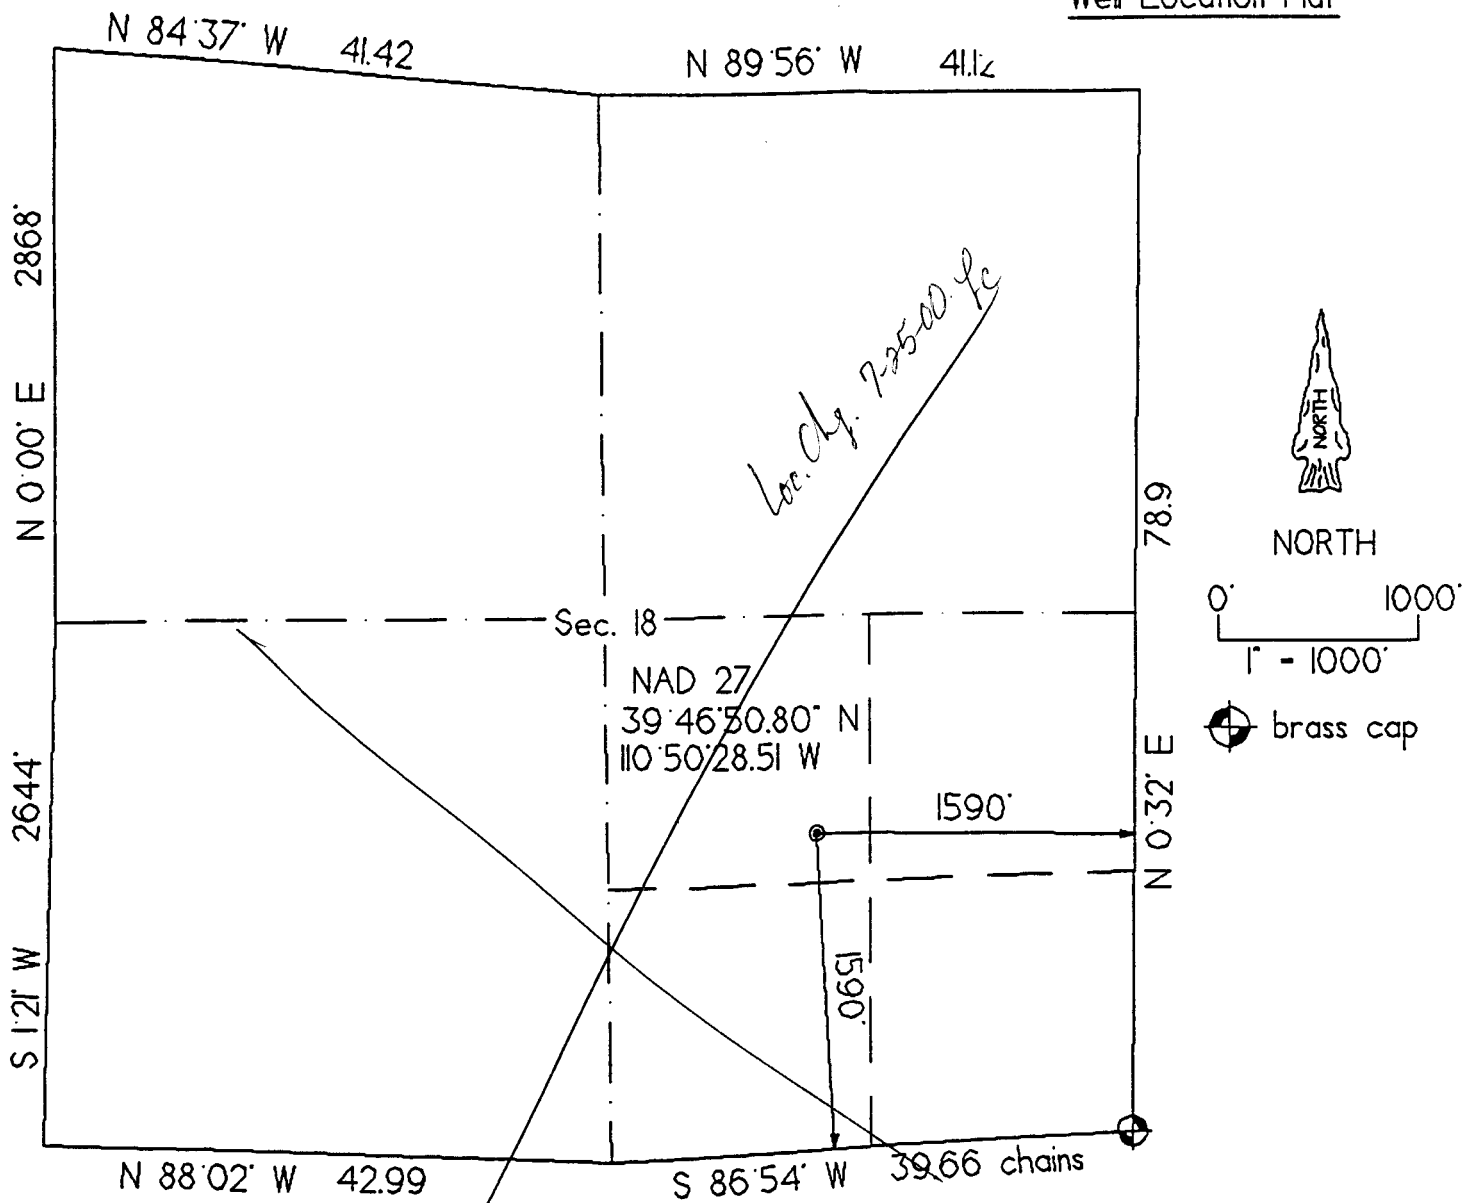 Well Location Plat
N 84°37' W 41.42
N 89°56' W 41.12
2868'
N 0°00' E
Loc. Chg. 7-25-00. fc
NORTH
78.9
NORTH
0' 1000'
1" - 1000'
Sec. 18
NAD 27
39°46'50.80" N
110°50'28.51 W
brass cap
2644'
S 1°21' W
1590'
N 0°32' E
1590'
N 88°02' W 42.99
S 86°54' W 39.66 chains